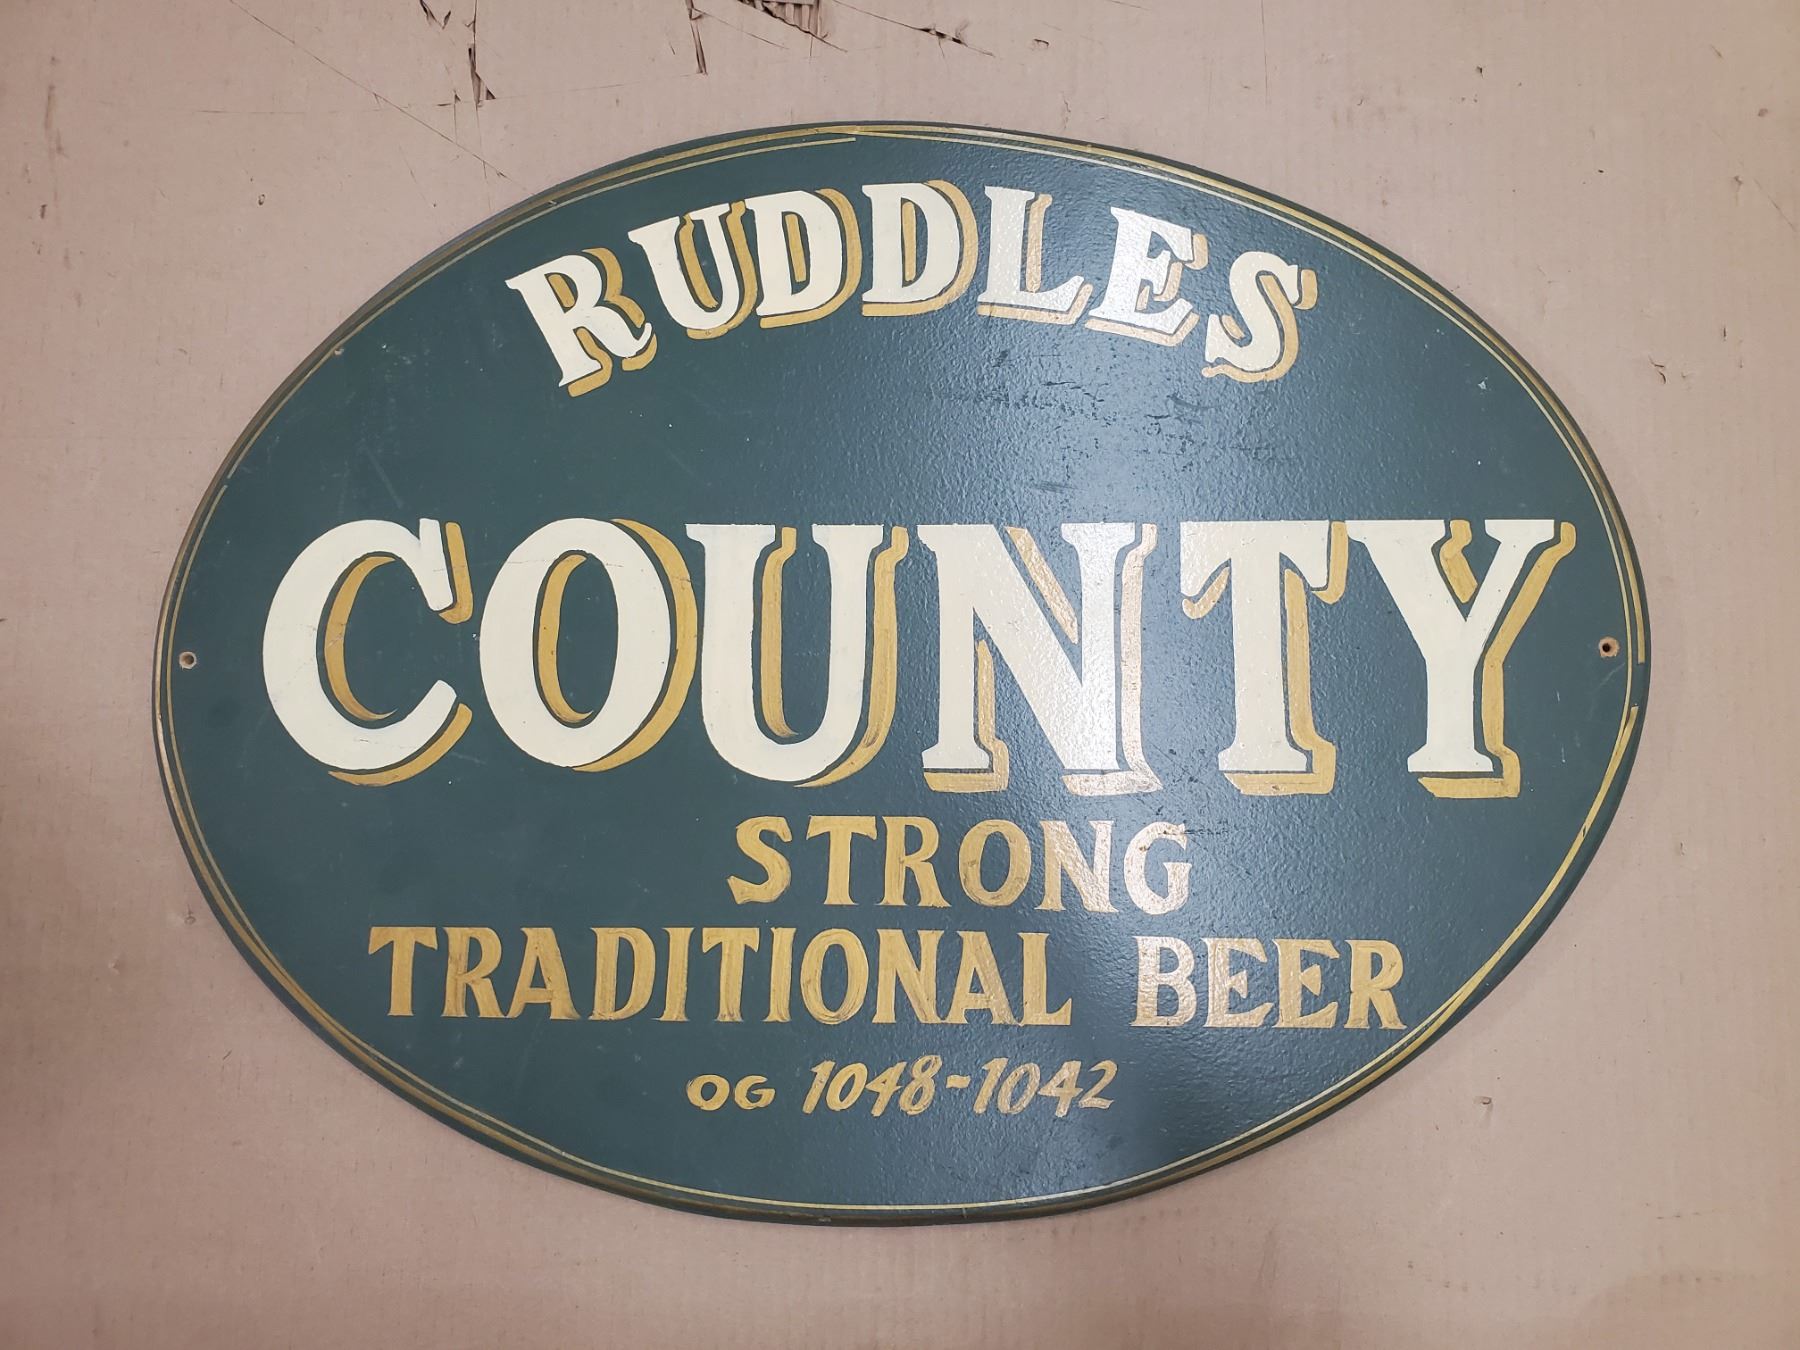 RUDDLES
COUNTY
STRONG
TRADITIONAL BEER
OG 1048-1042